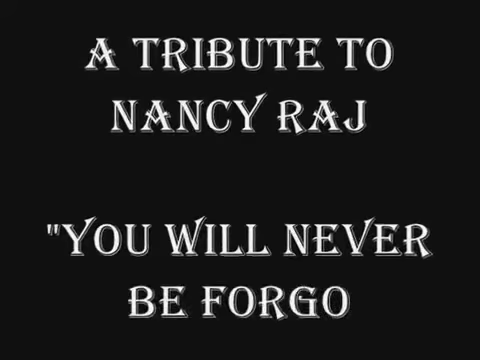 A TRIBUTE TO
NANCY RAJ
"YOU WILL NEVER
BE FORGO